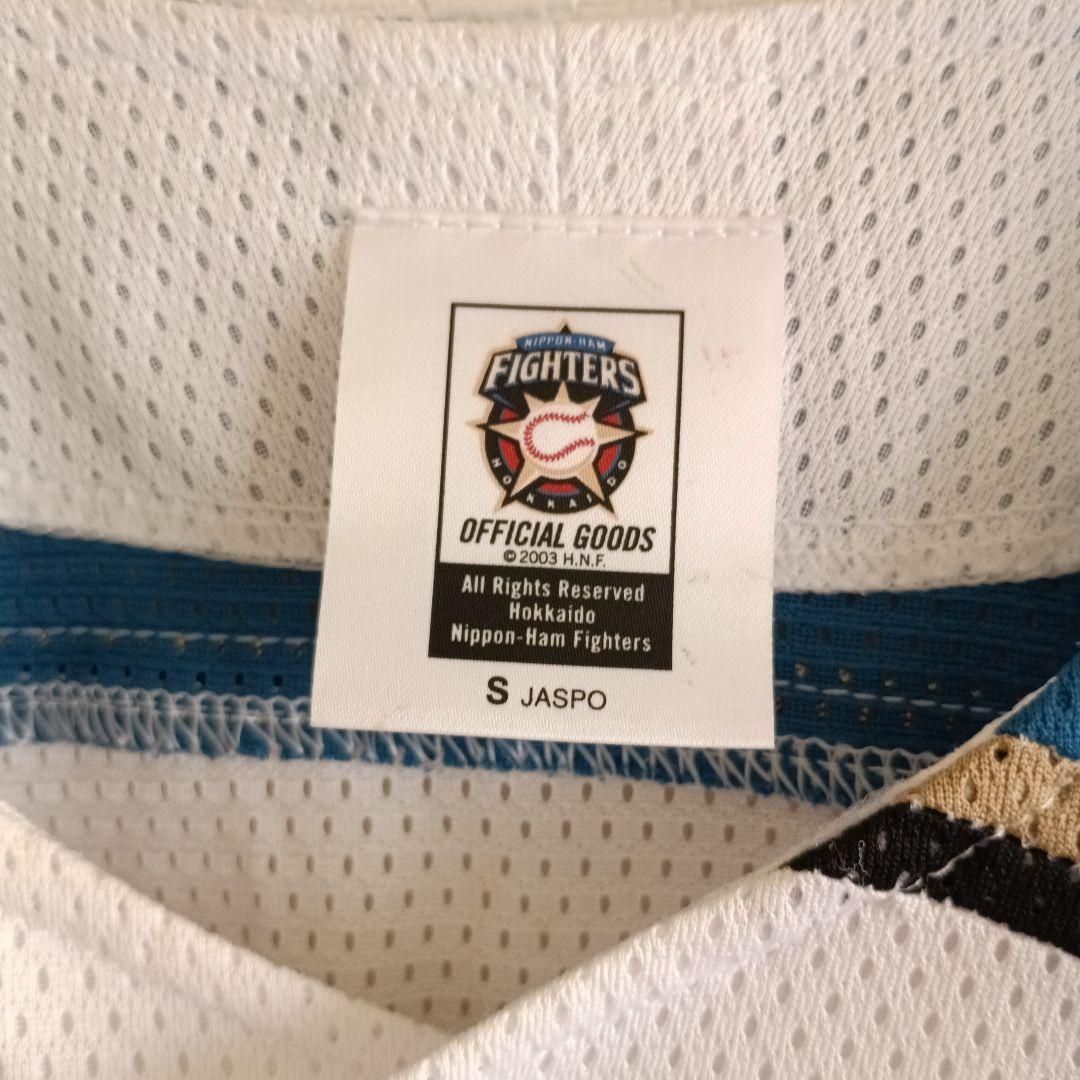 NIPPON-HAM
FIGHTERS
HOKKAIDO
OFFICIAL GOODS
© 2003 H.N.F.
All Rights Reserved
Hokkaido
Nippon-Ham Fighters
S JASPO